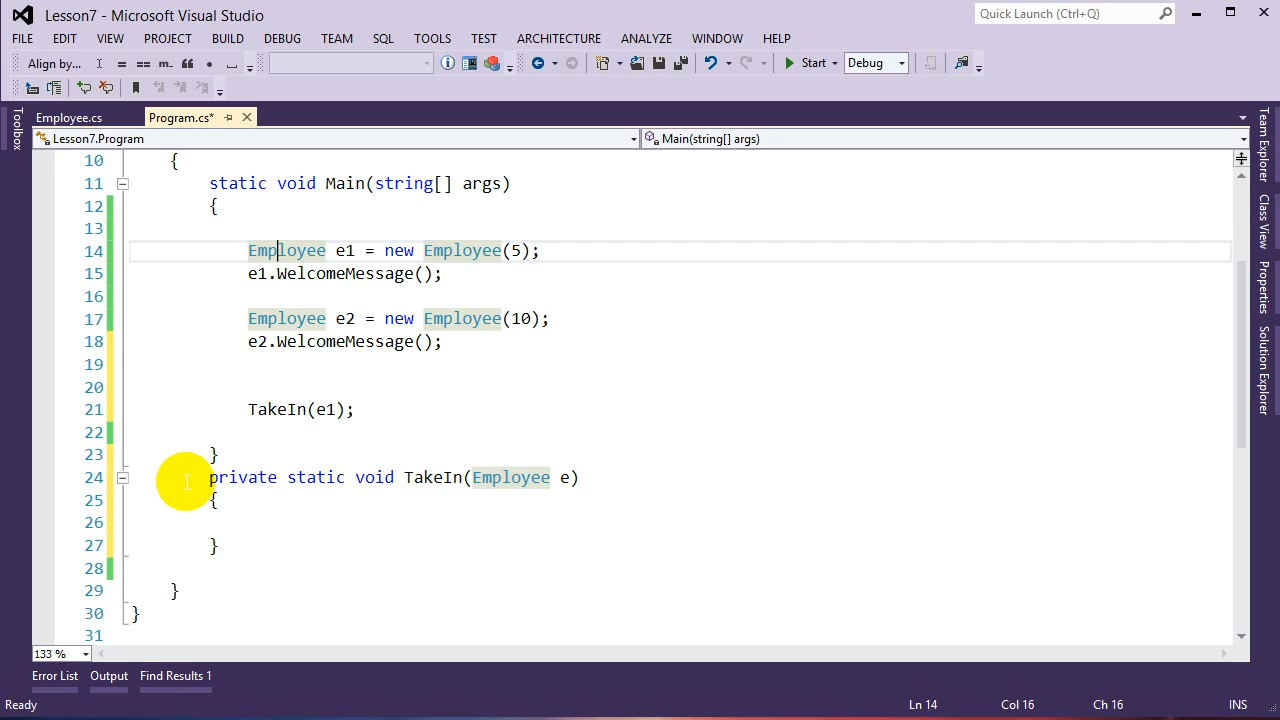 Lesson7 - Microsoft Visual Studio
Quick Launch (Ctrl+Q)
FILE EDIT VIEW PROJECT BUILD DEBUG TEAM SQL TOOLS TEST ARCHITECTURE ANALYZE WINDOW HELP
Align by... Start Debug
Employee.cs Program.cs*
Lesson7.Program Main(string[] args)
10 {
11 static void Main(string[] args)
12 {
13
14 Employee e1 = new Employee(5);
15 e1.WelcomeMessage();
16
17 Employee e2 = new Employee(10);
18 e2.WelcomeMessage();
19
20
21 TakeIn(e1);
22
23 }
24 private static void TakeIn(Employee e)
25 {
26
27 }
28
29 }
30 }
31
133 %
Toolbox
Team Explorer
Class View
Properties
Solution Explorer
Error List Output Find Results 1
Ready Ln 14 Col 16 Ch 16 INS